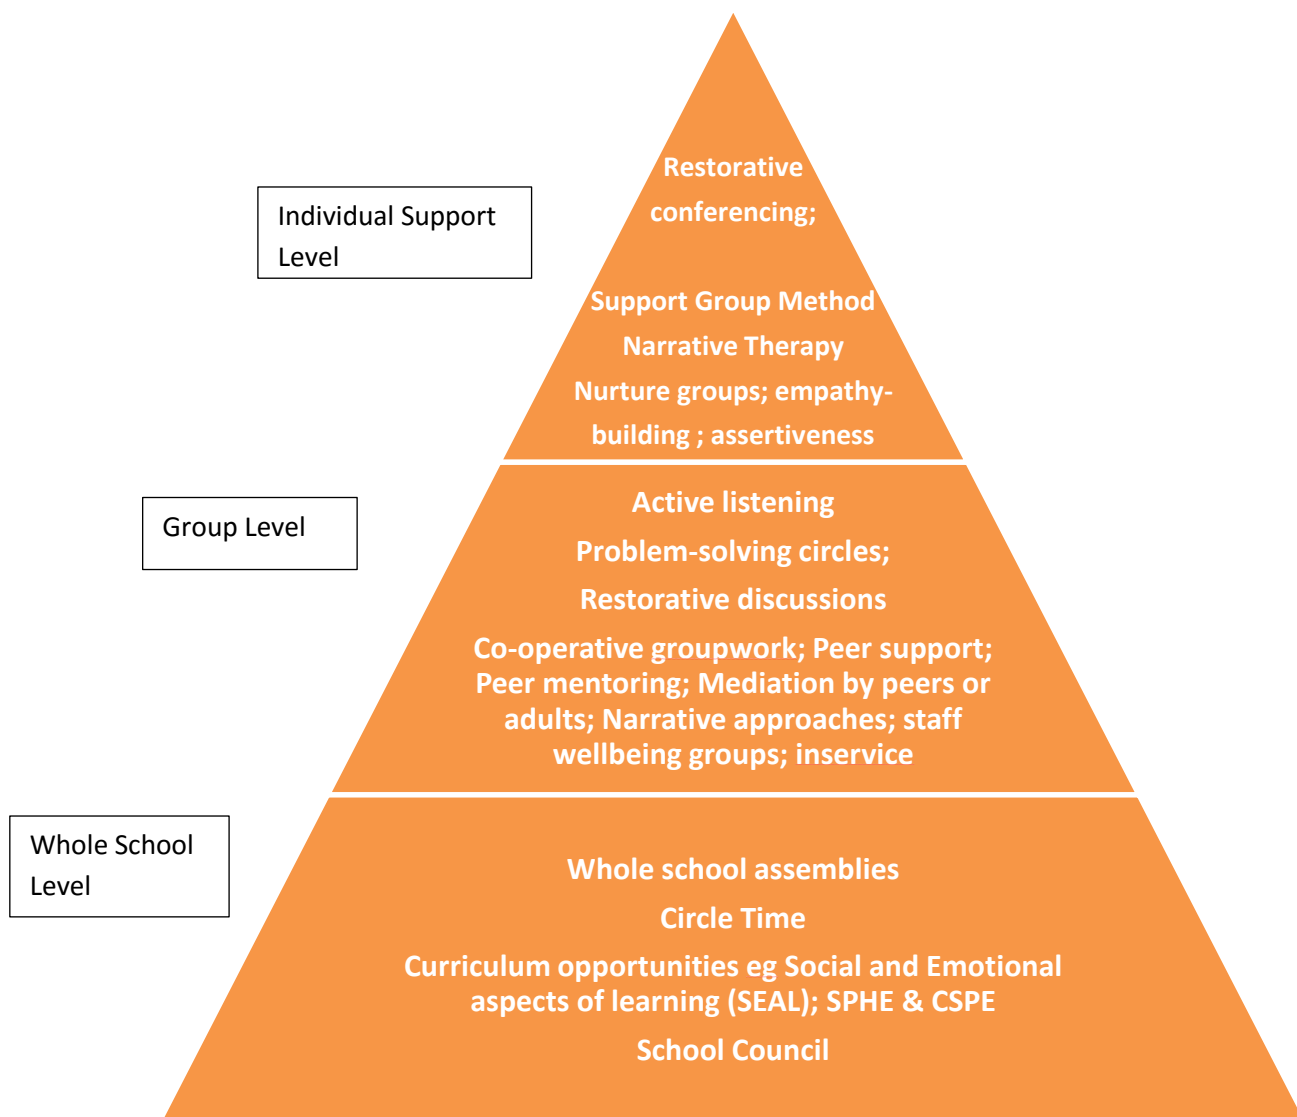 Restorative
conferencing;
Individual Support
Level
Support Group Method
Narrative Therapy
Nurture groups; empathy-
building ; assertiveness
Group Level
Active listening
Problem-solving circles;
Restorative discussions
Co-operative groupwork; Peer support;
Peer mentoring; Mediation by peers or
adults; Narrative approaches; staff
wellbeing groups; inservice
Whole School
Level
Whole school assemblies
Circle Time
Curriculum opportunities eg Social and Emotional
aspects of learning (SEAL); SPHE & CSPE
School Council